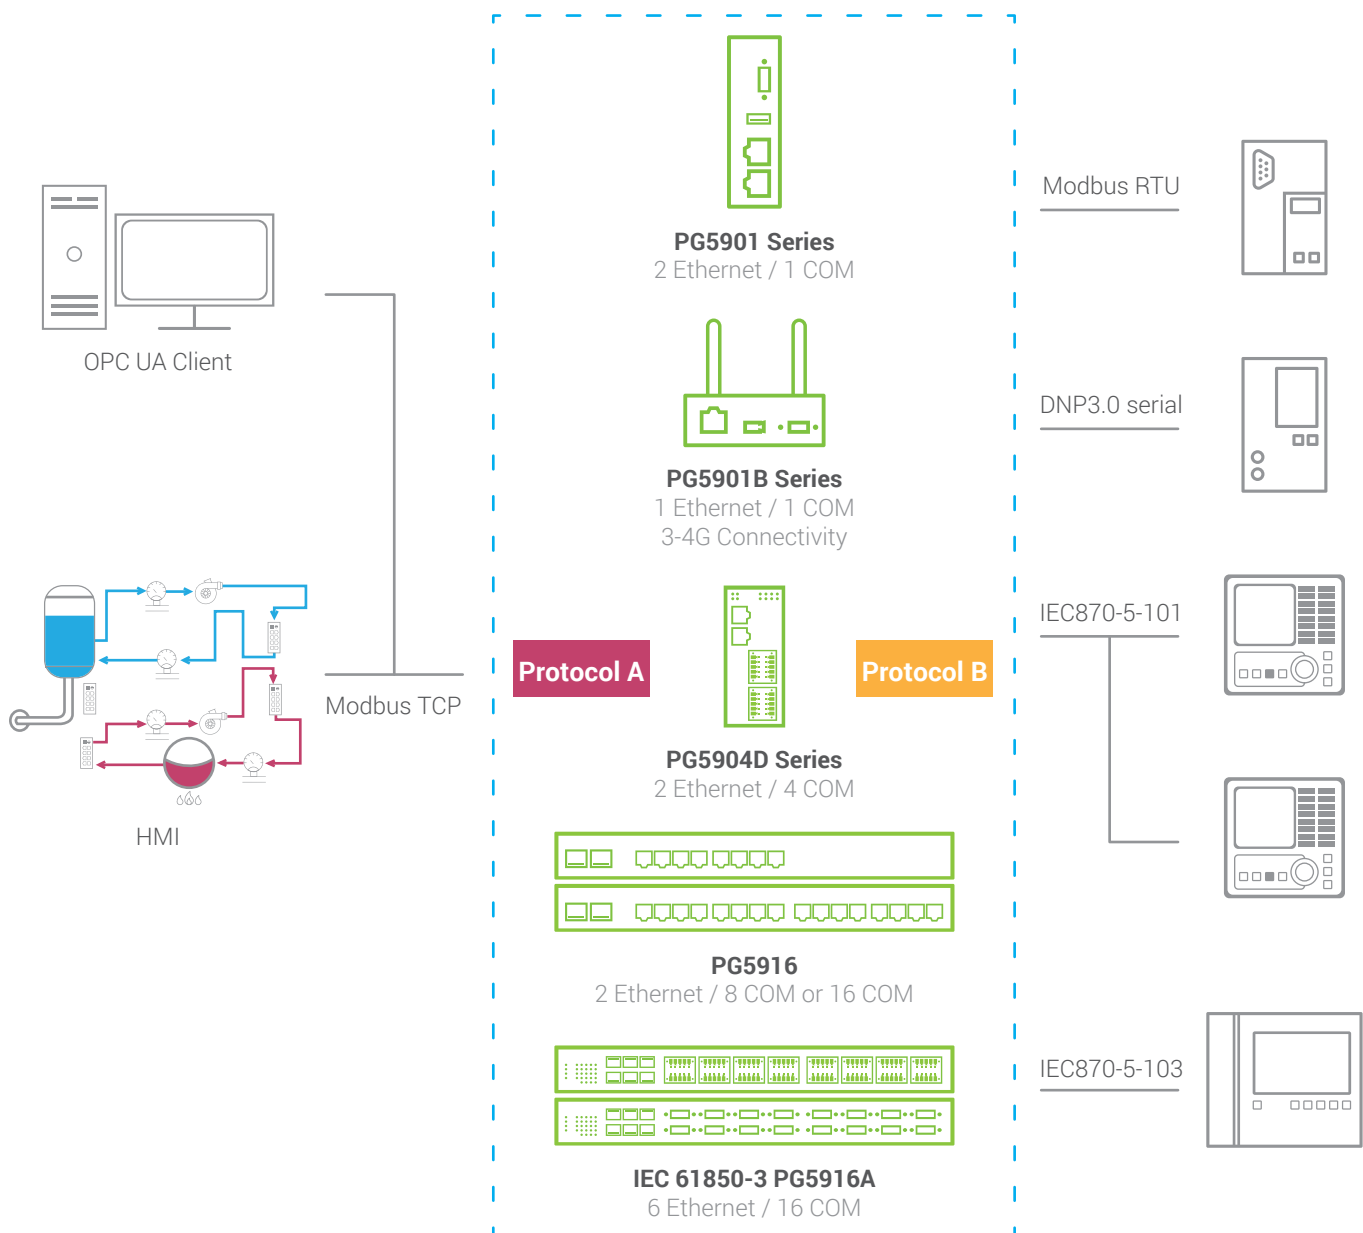 OPC UA Client
HMI
Modbus TCP
PG5901 Series
2 Ethernet / 1 COM
PG5901B Series
1 Ethernet / 1 COM
3-4G Connectivity
Protocol A
Protocol B
PG5904D Series
2 Ethernet / 4 COM
PG5916
2 Ethernet / 8 COM or 16 COM
IEC 61850-3 PG5916A
6 Ethernet / 16 COM
Modbus RTU
DNP3.0 serial
IEC870-5-101
IEC870-5-103